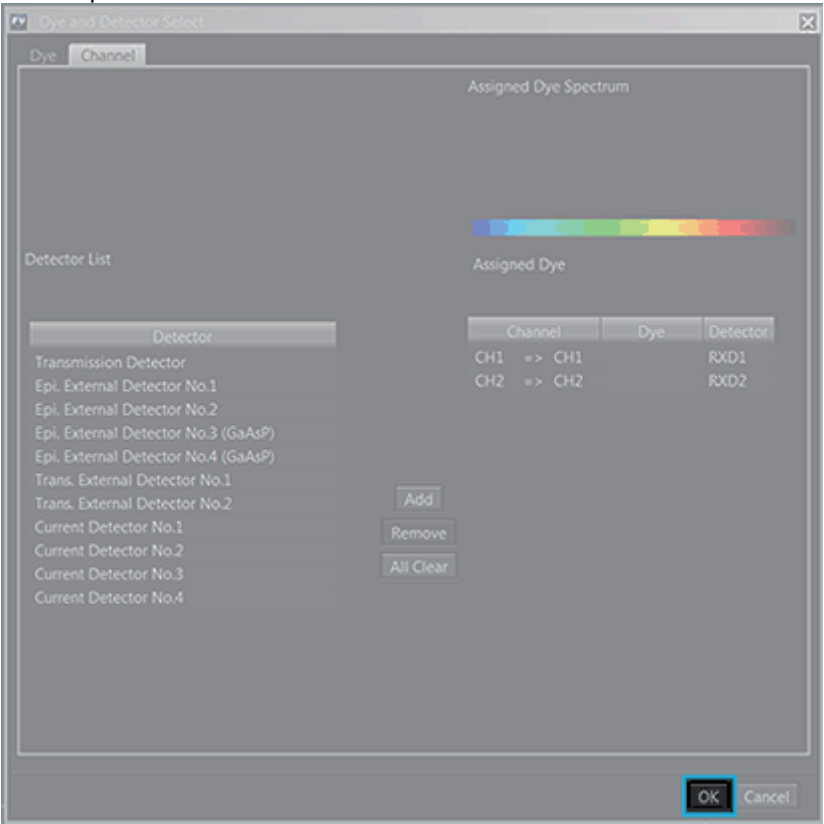 FV Dye and Detector Select
Dye Channel
Assigned Dye Spectrum
Detector List
Assigned Dye
Detector
Transmission Detector
Epi. External Detector No.1
Epi. External Detector No.2
Epi. External Detector No.3 (GaAsP)
Epi. External Detector No.4 (GaAsP)
Trans. External Detector No.1
Trans. External Detector No.2
Current Detector No.1
Current Detector No.2
Current Detector No.3
Current Detector No.4
Add
Remove
All Clear
Channel Dye Detector
CH1 => CH1 RXD1
CH2 => CH2 RXD2
OK Cancel